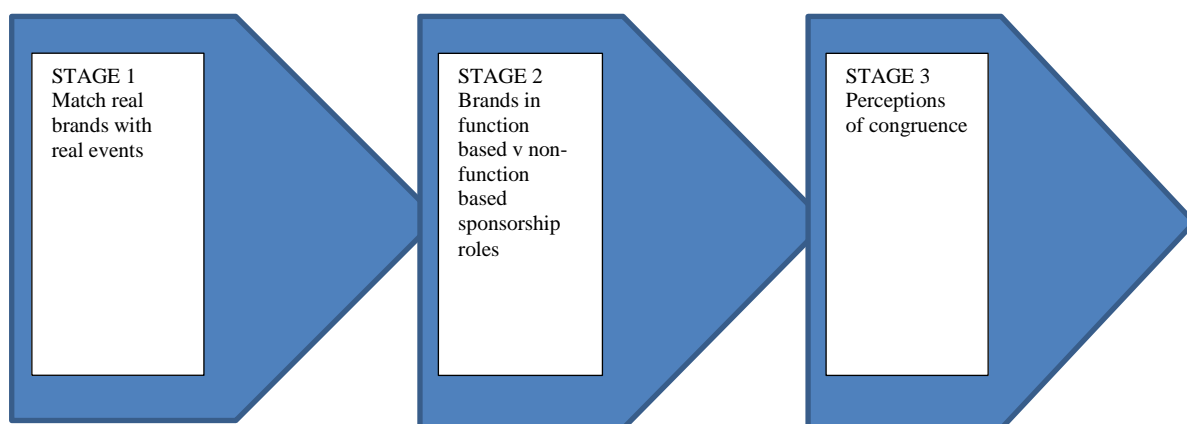 STAGE 1
Match real
brands with
real events
STAGE 2
Brands in
function
based v non-
function
based
sponsorship
roles
STAGE 3
Perceptions
of congruence